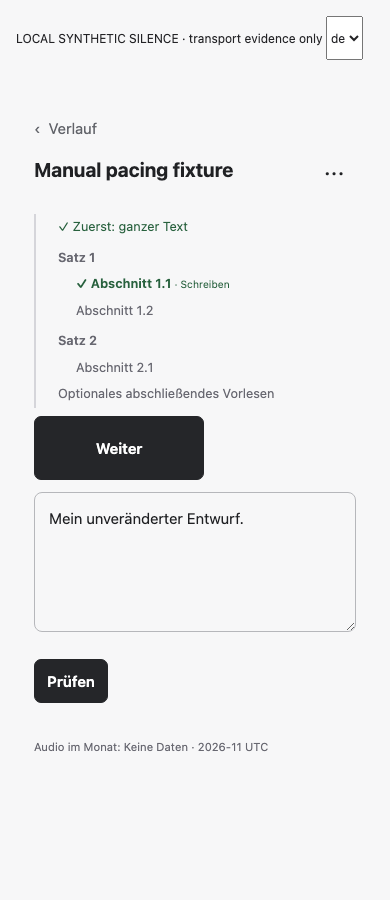 LOCAL SYNTHETIC SILENCE · transport evidence only de
‹ Verlauf
Manual pacing fixture ...
✓ Zuerst: ganzer Text
Satz 1
✓ Abschnitt 1.1 · Schreiben
Abschnitt 1.2
Satz 2
Abschnitt 2.1
Optionales abschließendes Vorlesen
Weiter
Mein unveränderter Entwurf.
Prüfen
Audio im Monat: Keine Daten · 2026-11 UTC